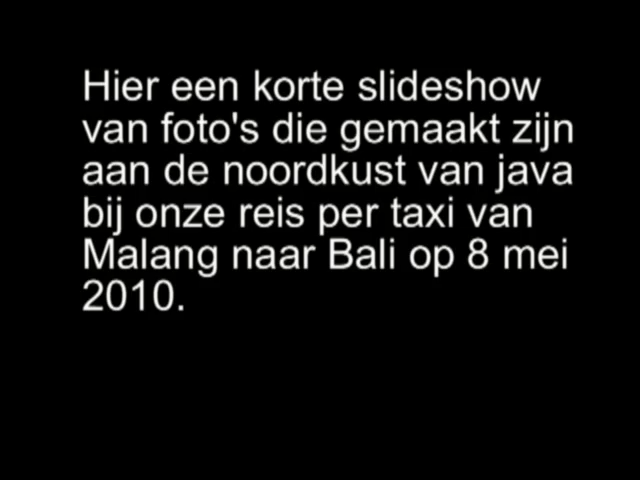 Hier een korte slideshow
van foto's die gemaakt zijn
aan de noordkust van java
bij onze reis per taxi van
Malang naar Bali op 8 mei
2010.